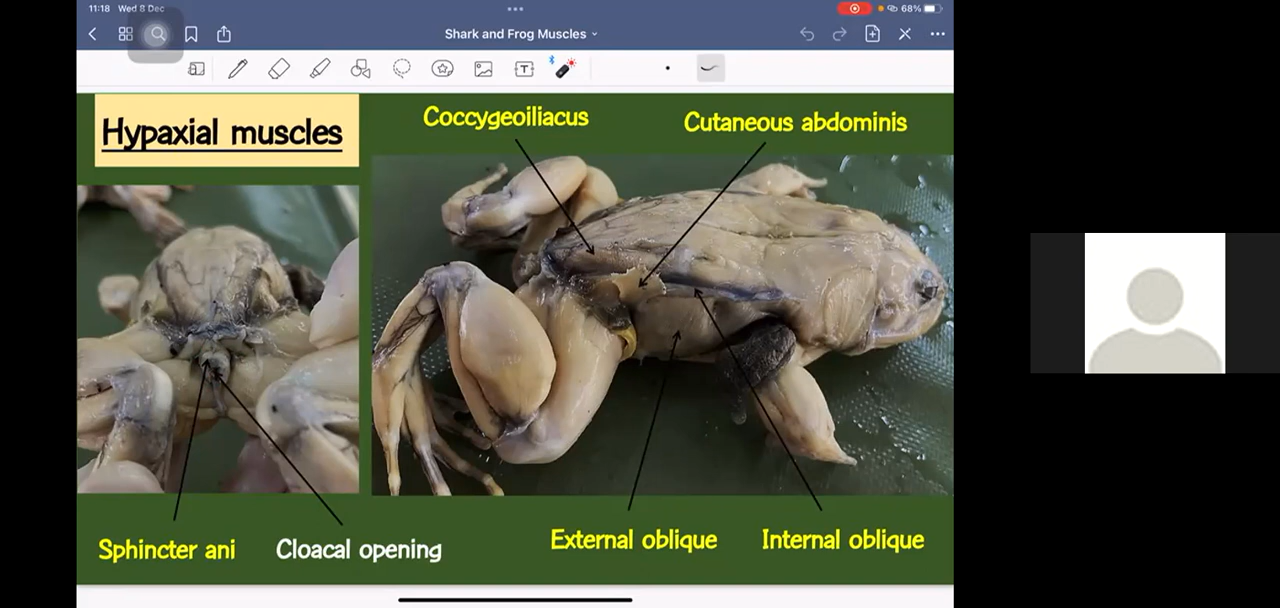 11:18 Wed 8 Dec
68%
Shark and Frog Muscles
T
Hypaxial muscles
Coccygeoiliacus
Cutaneous abdominis
Sphincter ani
Cloacal opening
External oblique
Internal oblique